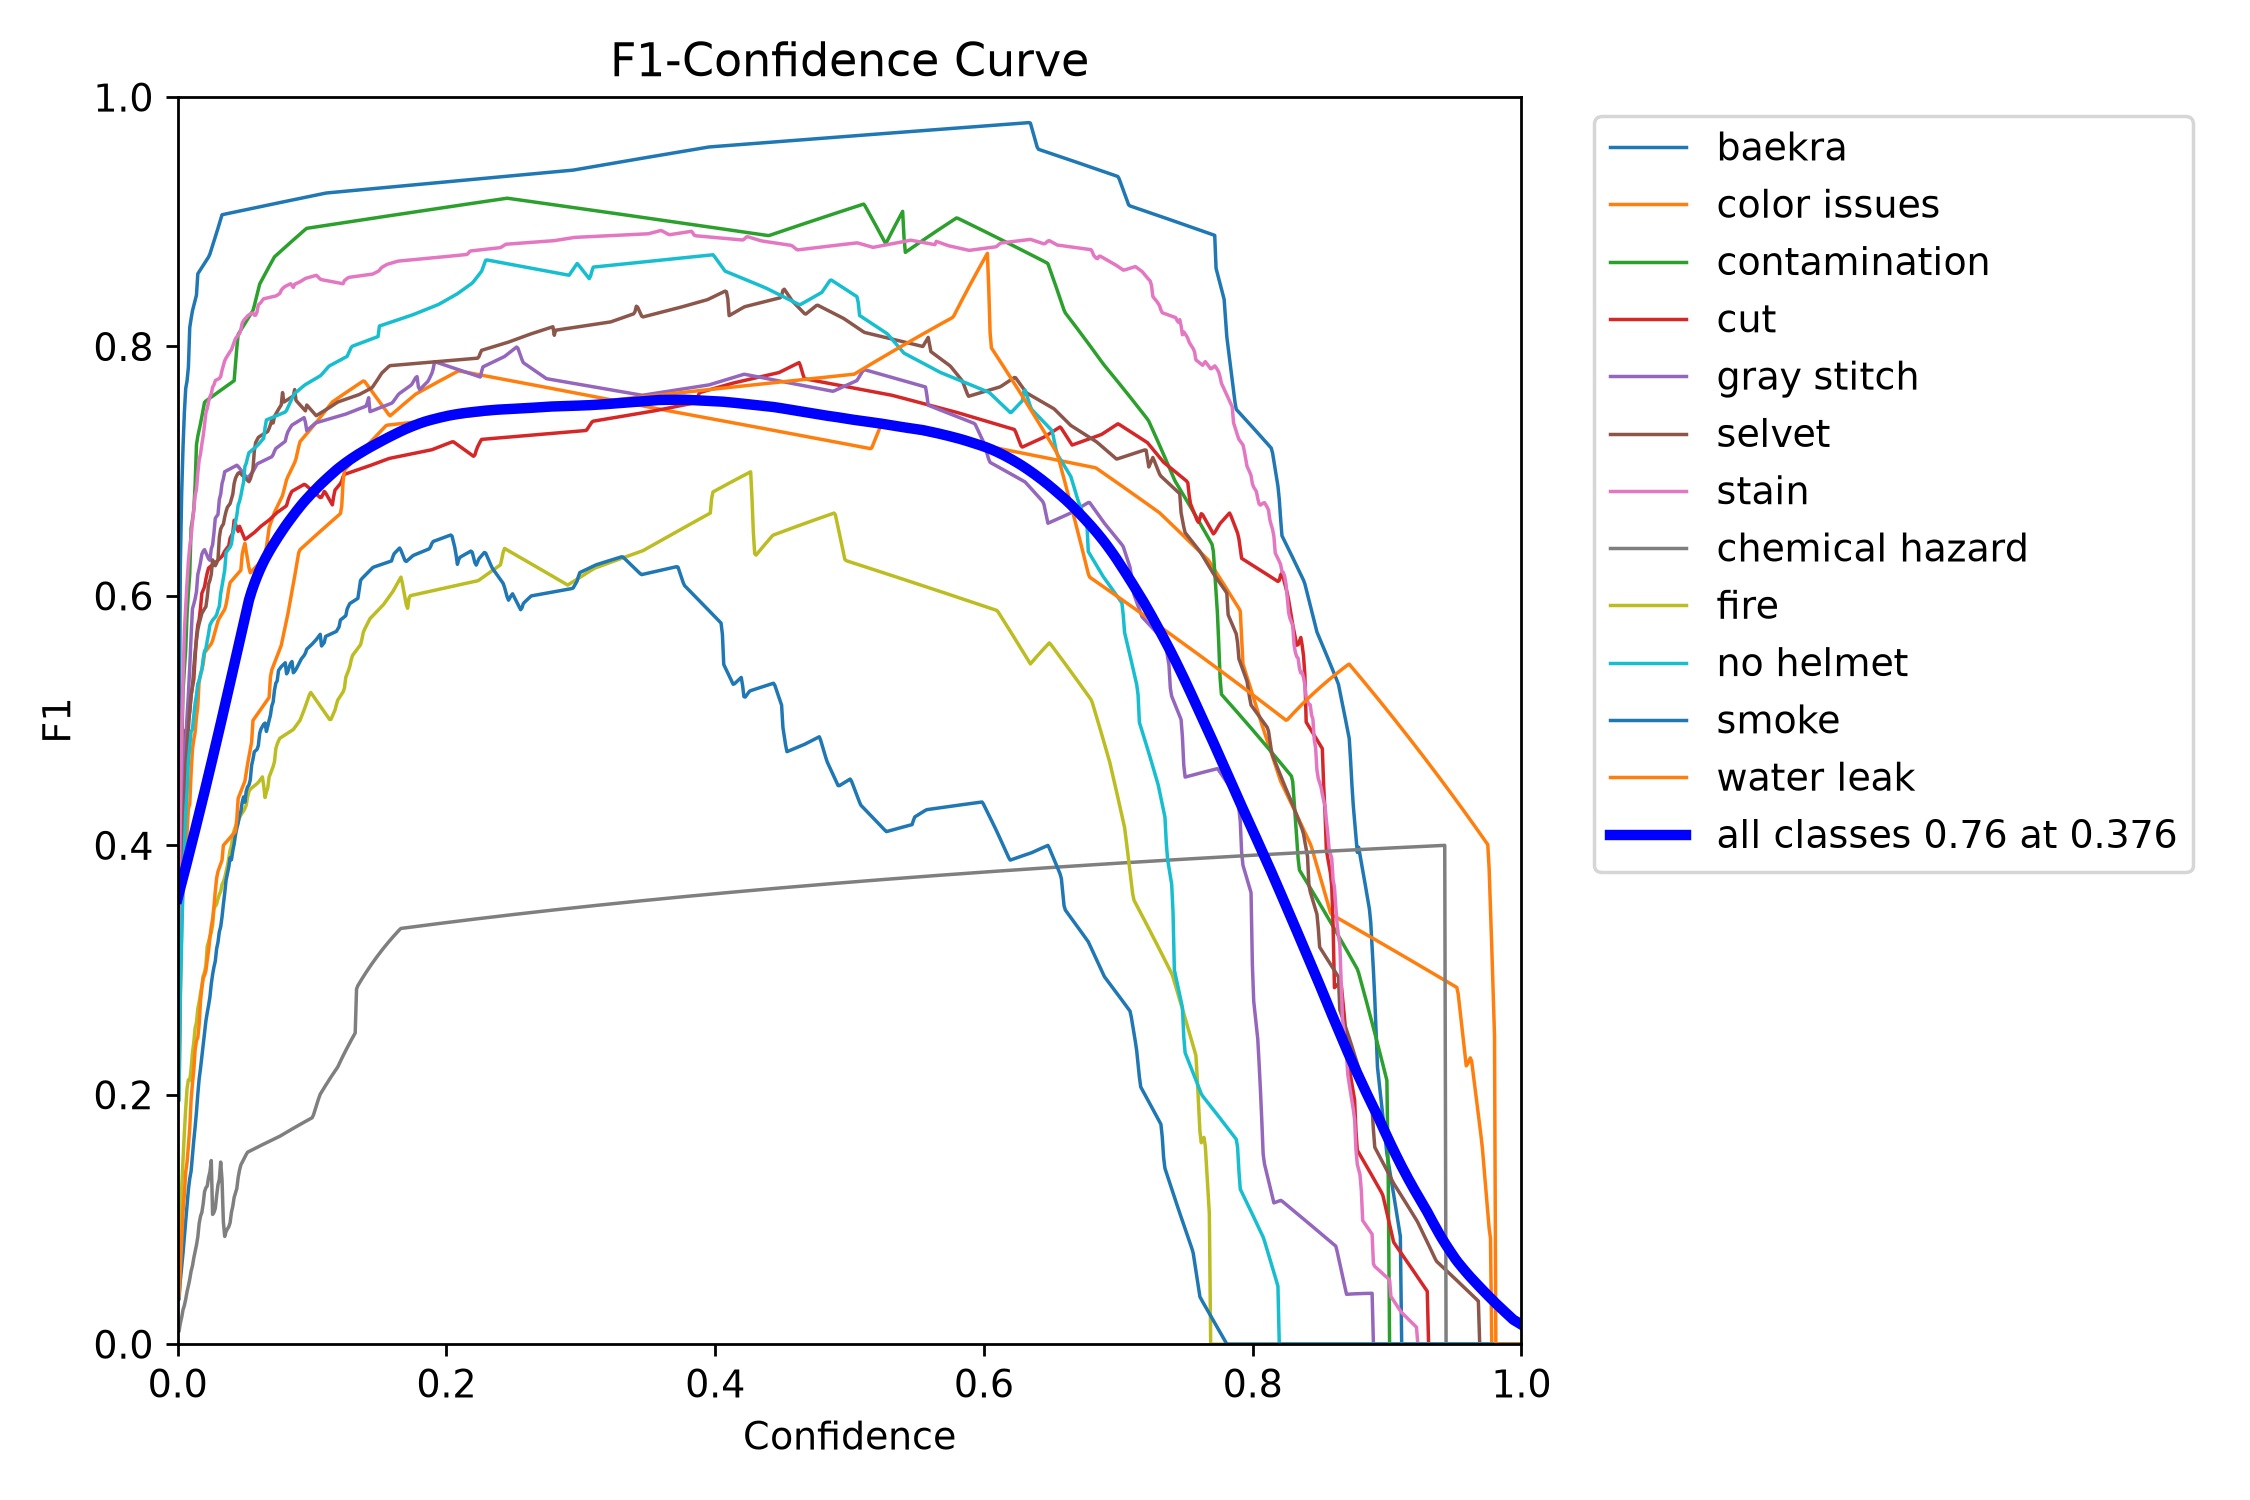 F1-Confidence Curve
1.0
0.8
0.6
0.4
0.2
0.0
F1
0.0 0.2 0.4 0.6 0.8 1.0
Confidence
baekra
color issues
contamination
cut
gray stitch
selvet
stain
chemical hazard
fire
no helmet
smoke
water leak
all classes 0.76 at 0.376